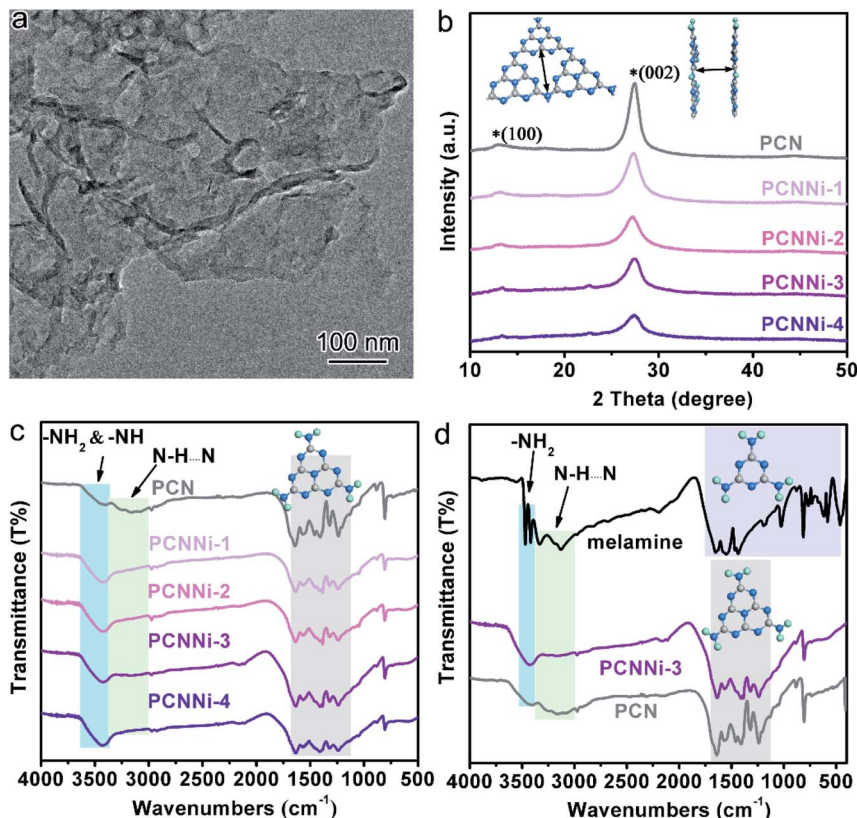 a
100 nm
b
*(002)
*(100)
PCN
PCNNi-1
PCNNi-2
PCNNi-3
PCNNi-4
Intensity (a.u.)
10 20 30 40 50
2 Theta (degree)
c
-NH₂ & -NH
N-H....N
PCN
PCNNi-1
PCNNi-2
PCNNi-3
PCNNi-4
Transmittance (T%)
4000 3500 3000 2500 2000 1500 1000 500
Wavenumbers (cm⁻¹)
d
-NH₂
N-H....N
melamine
PCNNi-3
PCN
Transmittance (T%)
4000 3500 3000 2500 2000 1500 1000 500
Wavenumbers (cm⁻¹)